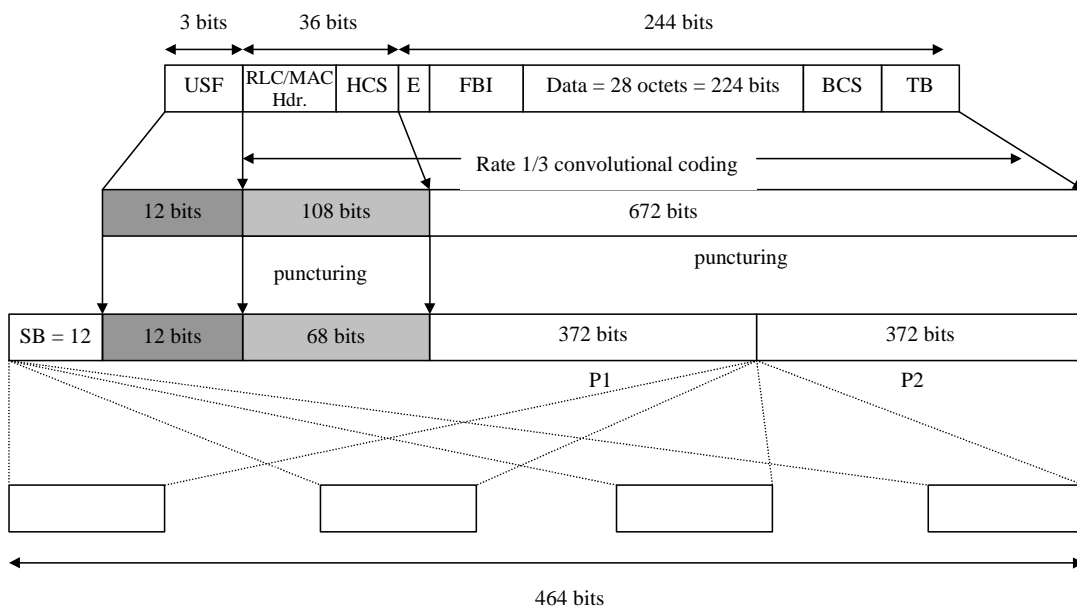 3 bits
36 bits
244 bits
USF
RLC/MAC
Hdr.
HCS
E
FBI
Data = 28 octets = 224 bits
BCS
TB
Rate 1/3 convolutional coding
12 bits
108 bits
672 bits
puncturing
puncturing
SB = 12
12 bits
68 bits
372 bits
372 bits
P1
P2
464 bits